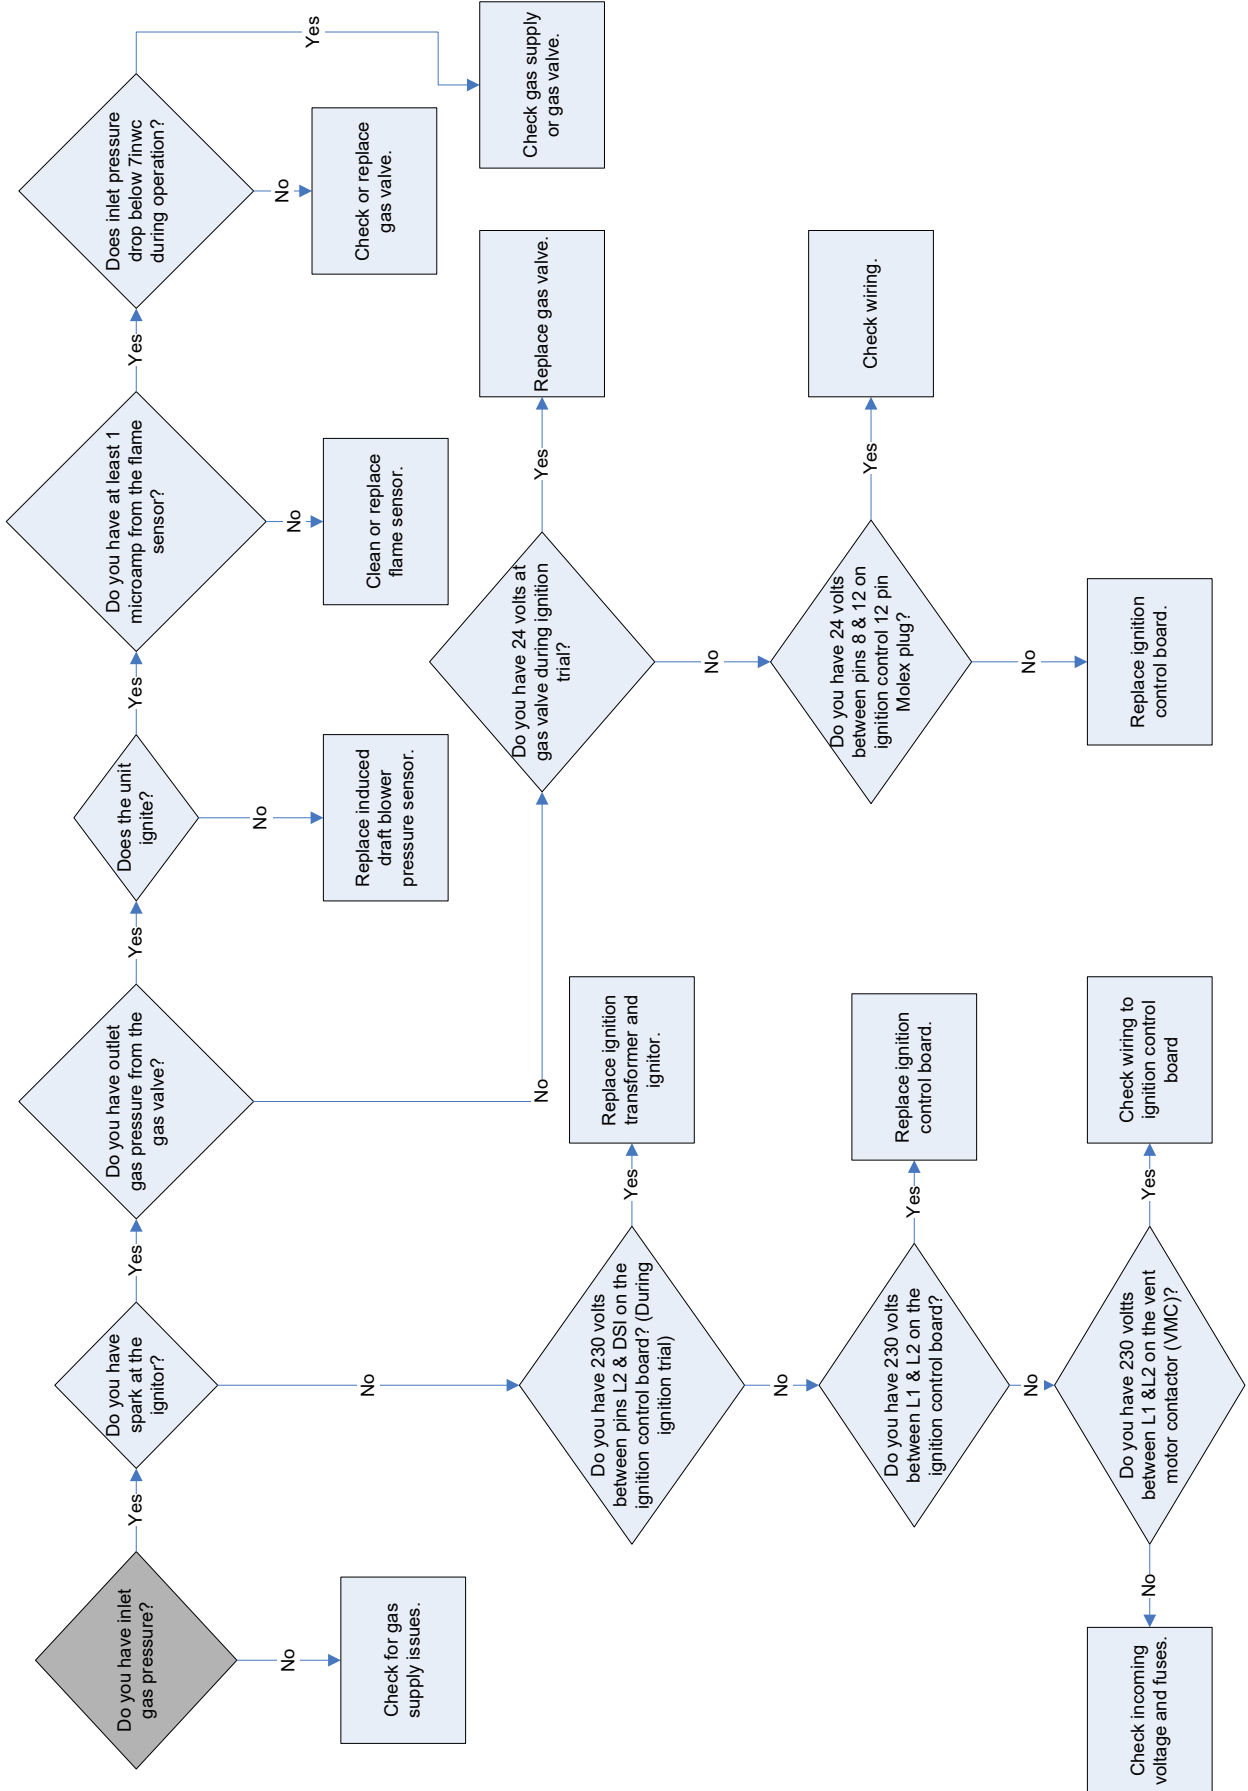 Do you have inlet
gas pressure?
Yes
No
Check for gas
supply issues.
Do you have
spark at the
ignitor?
Yes
No
Do you have outlet
gas pressure from the
gas valve?
Yes
No
Does the unit
ignite?
Yes
No
Replace induced
draft blower
pressure sensor.
Do you have at least 1
microamp from the flame
sensor?
Yes
No
Clean or replace
flame sensor.
Does inlet pressure
drop below 7inwc
during operation?
Yes
No
Check or replace
gas valve.
Check gas supply
or gas valve.
Do you have 24 volts at
gas valve during ignition
trial?
Yes
Replace gas valve.
No
Do you have 24 volts
between pins 8 & 12 on
ignition control 12 pin
Molex plug?
Yes
Check wiring.
No
Replace ignition
control board.
Do you have 230 volts
between pins L2 & DSI on the
ignition control board? (During
ignition trial)
Yes
Replace ignition
transformer and
ignitor.
No
Do you have 230 volts
between L1 & L2 on the
ignition control board?
Yes
Replace ignition
control board.
No
Do you have 230 voltts
between L1 &L2 on the vent
motor contactor (VMC)?
Yes
Check wiring to
ignition control
board
No
Check incoming
voltage and fuses.